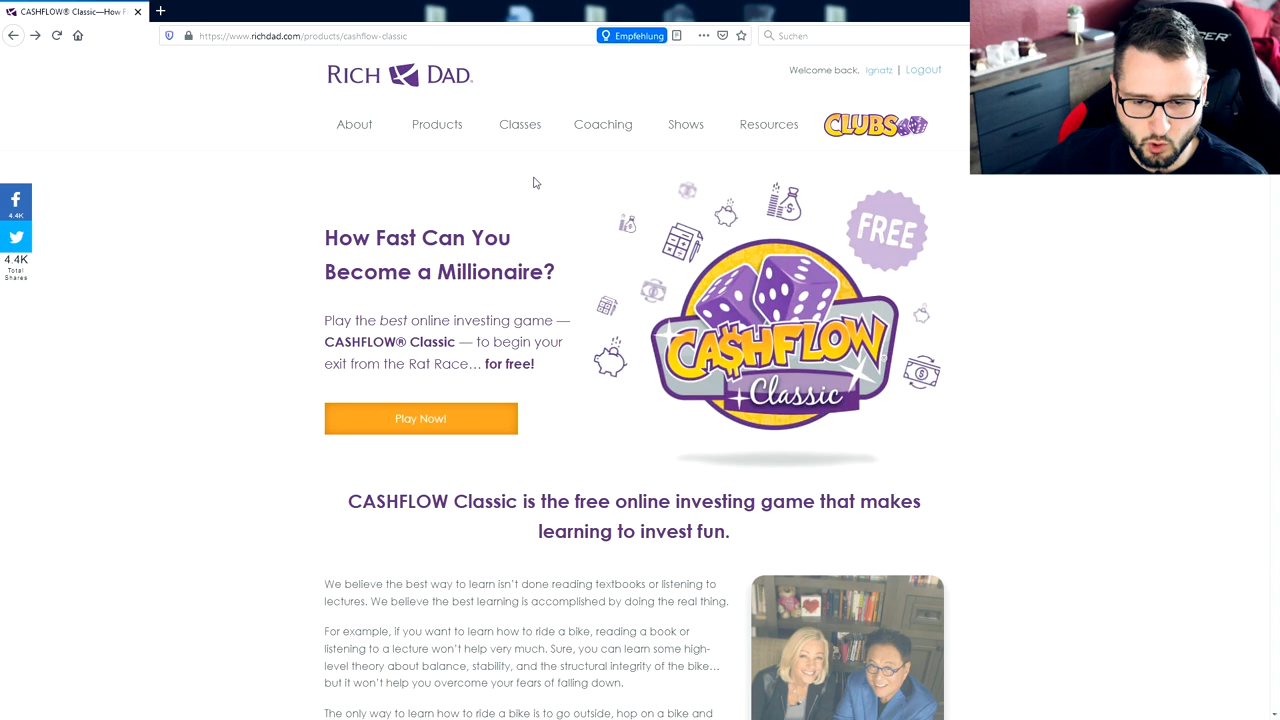 CASHFLOW® Classic—How F
https://www.richdad.com/products/cashflow-classic
Empfehlung
Suchen
RICH DAD
Welcome back, Ignatz | Logout
About
Products
Classes
Coaching
Shows
Resources
CLUBS
4.4K
4.4K
Total
Shares
How Fast Can You
Become a Millionaire?
Play the best online investing game —
CASHFLOW® Classic — to begin your
exit from the Rat Race... for free!
Play Now!
FREE
CA$HFLOW
Classic
CASHFLOW Classic is the free online investing game that makes
learning to invest fun.
We believe the best way to learn isn't done reading textbooks or listening to
lectures. We believe the best learning is accomplished by doing the real thing.
For example, if you want to learn how to ride a bike, reading a book or
listening to a lecture won't help very much. Sure, you can learn some high-
level theory about balance, stability, and the structural integrity of the bike...
but it won't help you overcome your fears of falling down.
The only way to learn how to ride a bike is to go outside, hop on a bike and